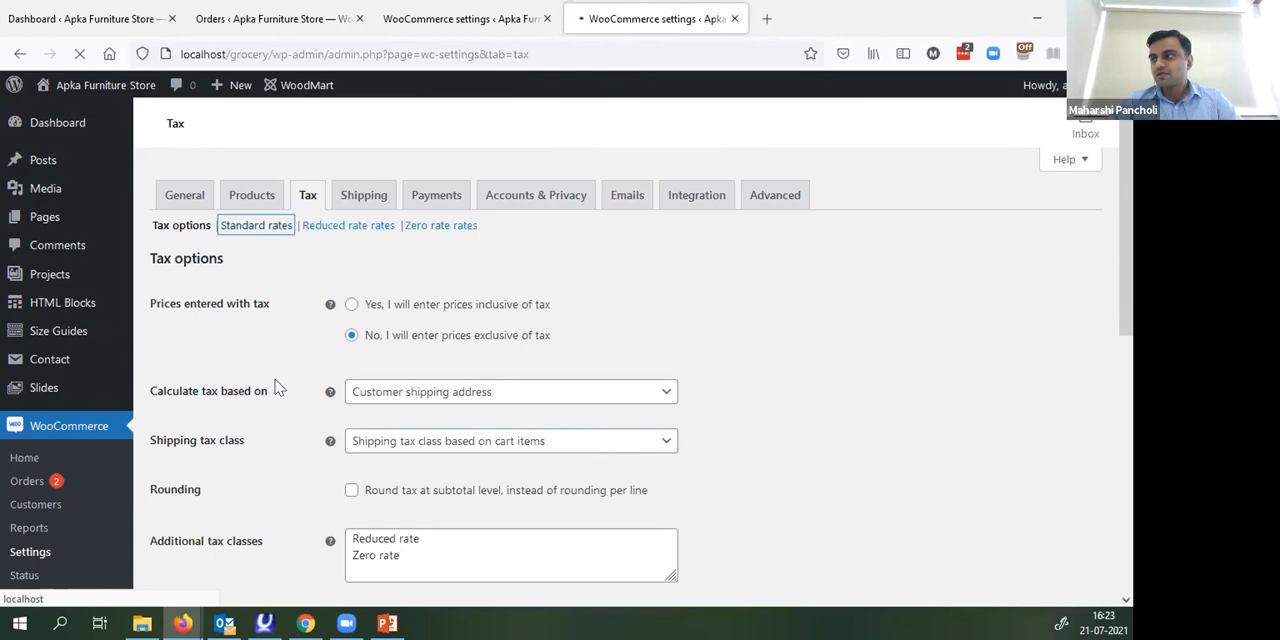 Dashboard ‹ Apka Furniture Store —
Orders ‹ Apka Furniture Store — Wo
WooCommerce settings ‹ Apka Furn
WooCommerce settings ‹ Apka
localhost/grocery/wp-admin/admin.php?page=wc-settings&tab=tax
M
2
Off
Apka Furniture Store
0
New
WoodMart
Howdy, a
Maharshi Pancholi
Dashboard
Posts
Media
Pages
Comments
Projects
HTML Blocks
Size Guides
Contact
Slides
WooCommerce
Home
Orders 2
Customers
Reports
Settings
Status
Tax
Inbox
Help
General
Products
Tax
Shipping
Payments
Accounts & Privacy
Emails
Integration
Advanced
Tax options | Standard rates | Reduced rate rates | Zero rate rates
Tax options
Prices entered with tax
Yes, I will enter prices inclusive of tax
No, I will enter prices exclusive of tax
Calculate tax based on
Customer shipping address
Shipping tax class
Shipping tax class based on cart items
Rounding
Round tax at subtotal level, instead of rounding per line
Additional tax classes
Reduced rate
Zero rate
localhost
16:23
21-07-2021